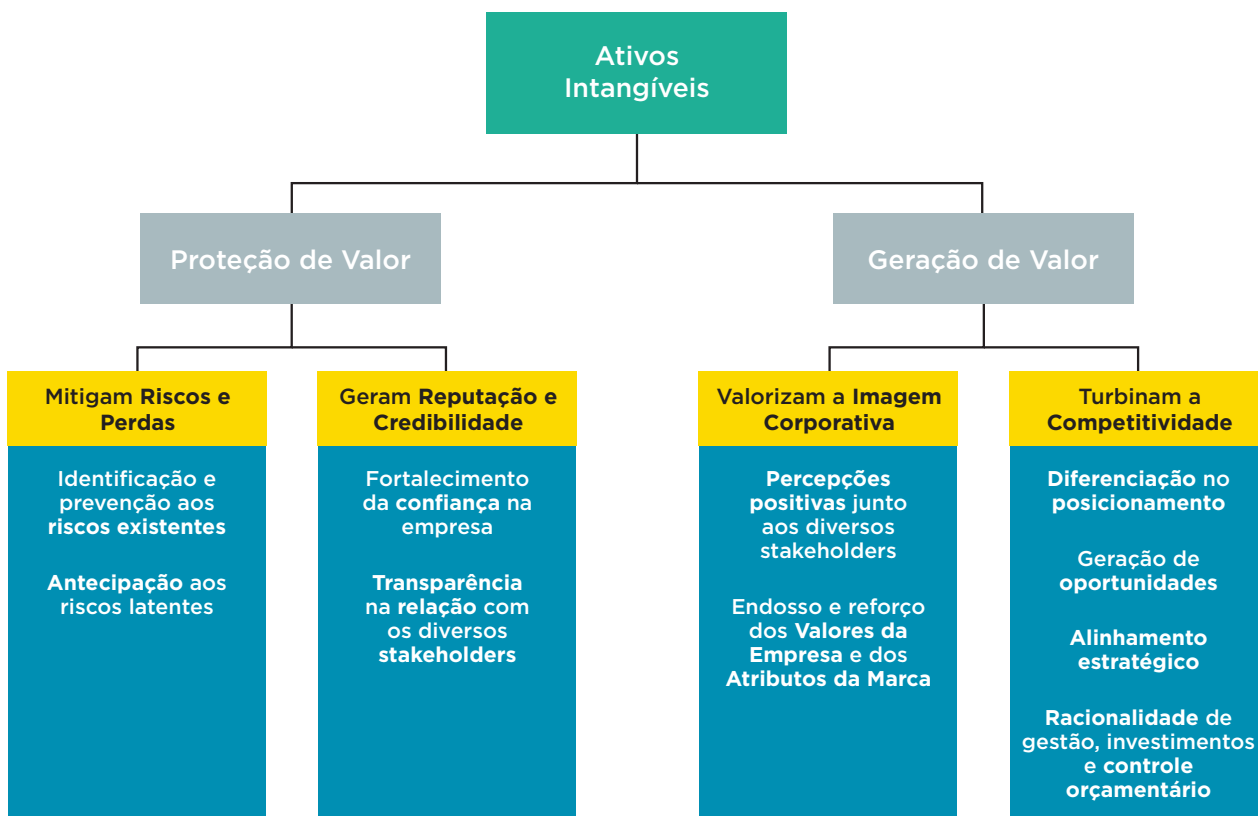 Ativos
Intangíveis
Proteção de Valor
Geração de Valor
Mitigam Riscos e
Perdas
Identificação e
prevenção aos
riscos existentes
Antecipação aos
riscos latentes
Geram Reputação e
Credibilidade
Fortalecimento
da confiança na
empresa
Transparência
na relação com
os diversos
stakeholders
Valorizam a Imagem
Corporativa
Percepções
positivas junto
aos diversos
stakeholders
Endosso e reforço
dos Valores da
Empresa e dos
Atributos da Marca
Turbinam a
Competitividade
Diferenciação no
posicionamento
Geração de
oportunidades
Alinhamento
estratégico
Racionalidade de
gestão, investimentos
e controle
orçamentário